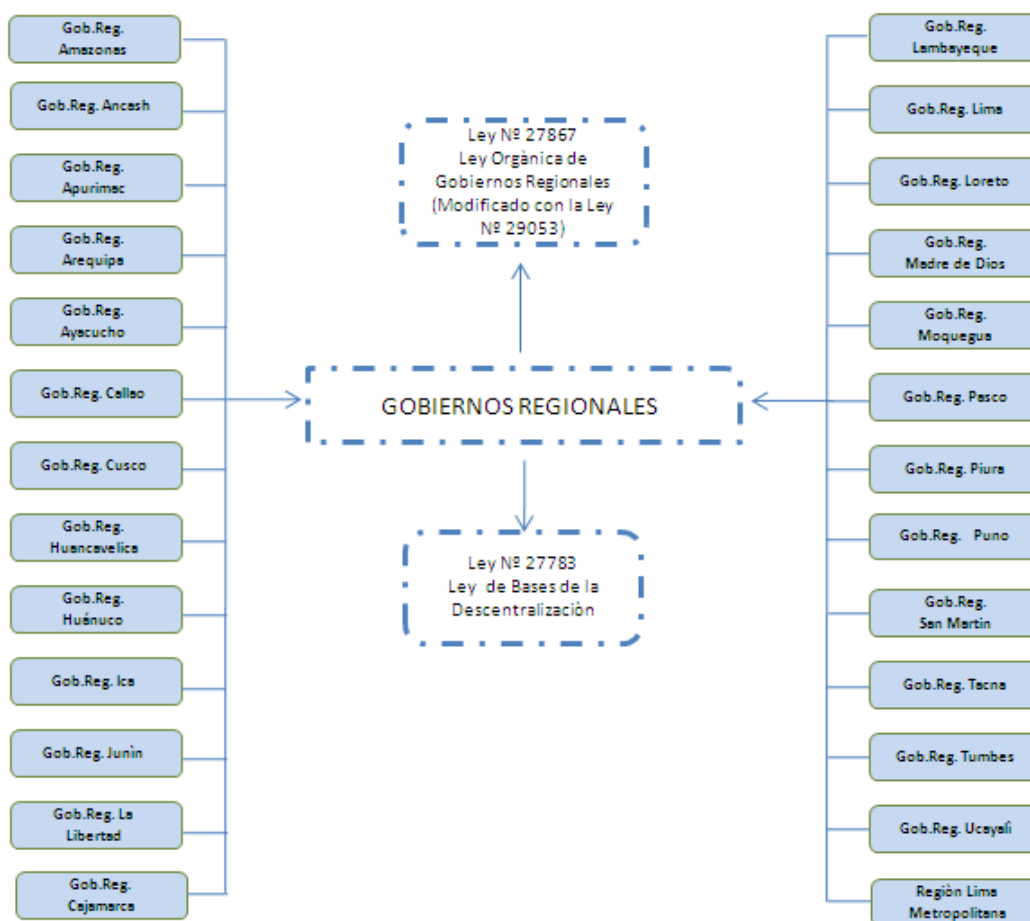 Gob.Reg.
Amazonas
Gob.Reg. Ancash
Gob.Reg.
Apurimac
Gob.Reg.
Arequipa
Gob.Reg.
Ayacucho
Gob.Reg. Callao
Gob.Reg. Cusco
Gob.Reg.
Huancavelica
Gob.Reg.
Huánuco
Gob.Reg. Ica
Gob.Reg. Junìn
Gob.Reg. La
Libertad
Gob.Reg.
Cajamarca
Ley Nº 27867
Ley Orgànica de
Gobiernos Regionales
(Modificado con la Ley
Nº 29053)
GOBIERNOS REGIONALES
Ley Nº 27783
Ley de Bases de la
Descentralizaciòn
Gob.Reg.
Lambayeque
Gob.Reg. Lima
Gob.Reg. Loreto
Gob.Reg.
Madre de Dios
Gob.Reg.
Moquegua
Gob.Reg. Pasco
Gob.Reg. Piura
Gob.Reg. Puno
Gob.Reg.
San Martin
Gob.Reg. Tacna
Gob.Reg. Tumbes
Gob.Reg. Ucayalì
Regiòn Lima
Metropolitana